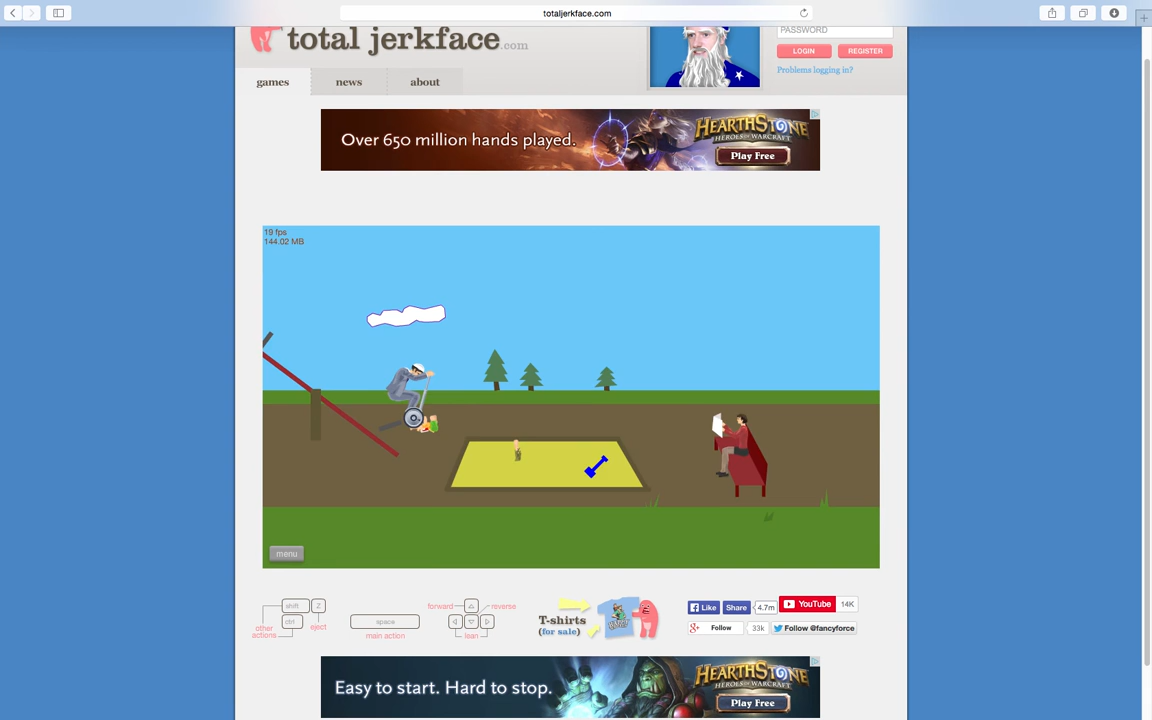 totaljerkface.com
total jerkface.com
PASSWORD
LOGIN
REGISTER
Problems logging in?
games
news
about
Over 650 million hands played.
HEARTHSTONE
HEROES OF WARCRAFT
Play Free
19 fps
144.02 MB
menu
shift
Z
ctrl
other
actions
eject
space
main action
forward
reverse
lean
T-shirts
(for sale)
Like
Share
4.7m
YouTube
14K
Follow
33k
Follow @fancyforce
Easy to start. Hard to stop.
HEARTHSTONE
HEROES OF WARCRAFT
Play Free